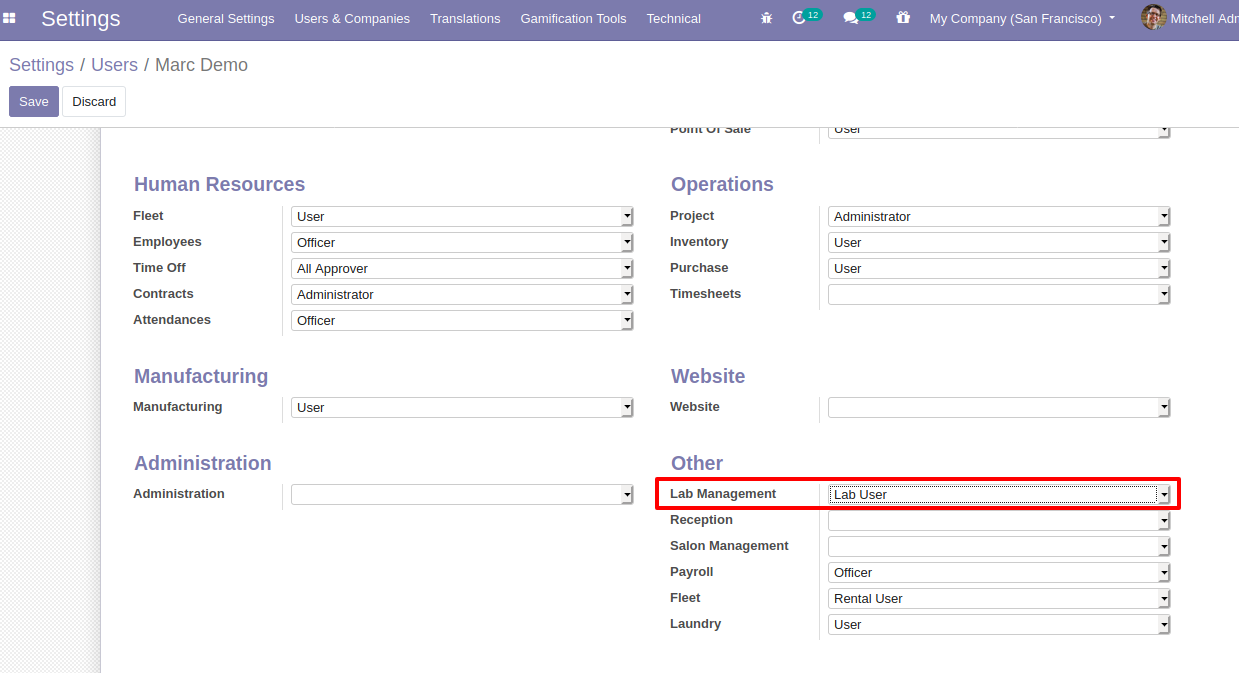 Settings General Settings Users & Companies Translations Gamification Tools Technical 12 12 My Company (San Francisco) Mitchell Adm
Settings / Users / Marc Demo
Save Discard
Point Of Sale User
Human Resources Operations
Fleet User Project Administrator
Employees Officer Inventory User
Time Off All Approver Purchase User
Contracts Administrator Timesheets
Attendances Officer
Manufacturing Website
Manufacturing User Website
Administration Other
Administration Lab Management Lab User
Reception
Salon Management
Payroll Officer
Fleet Rental User
Laundry User